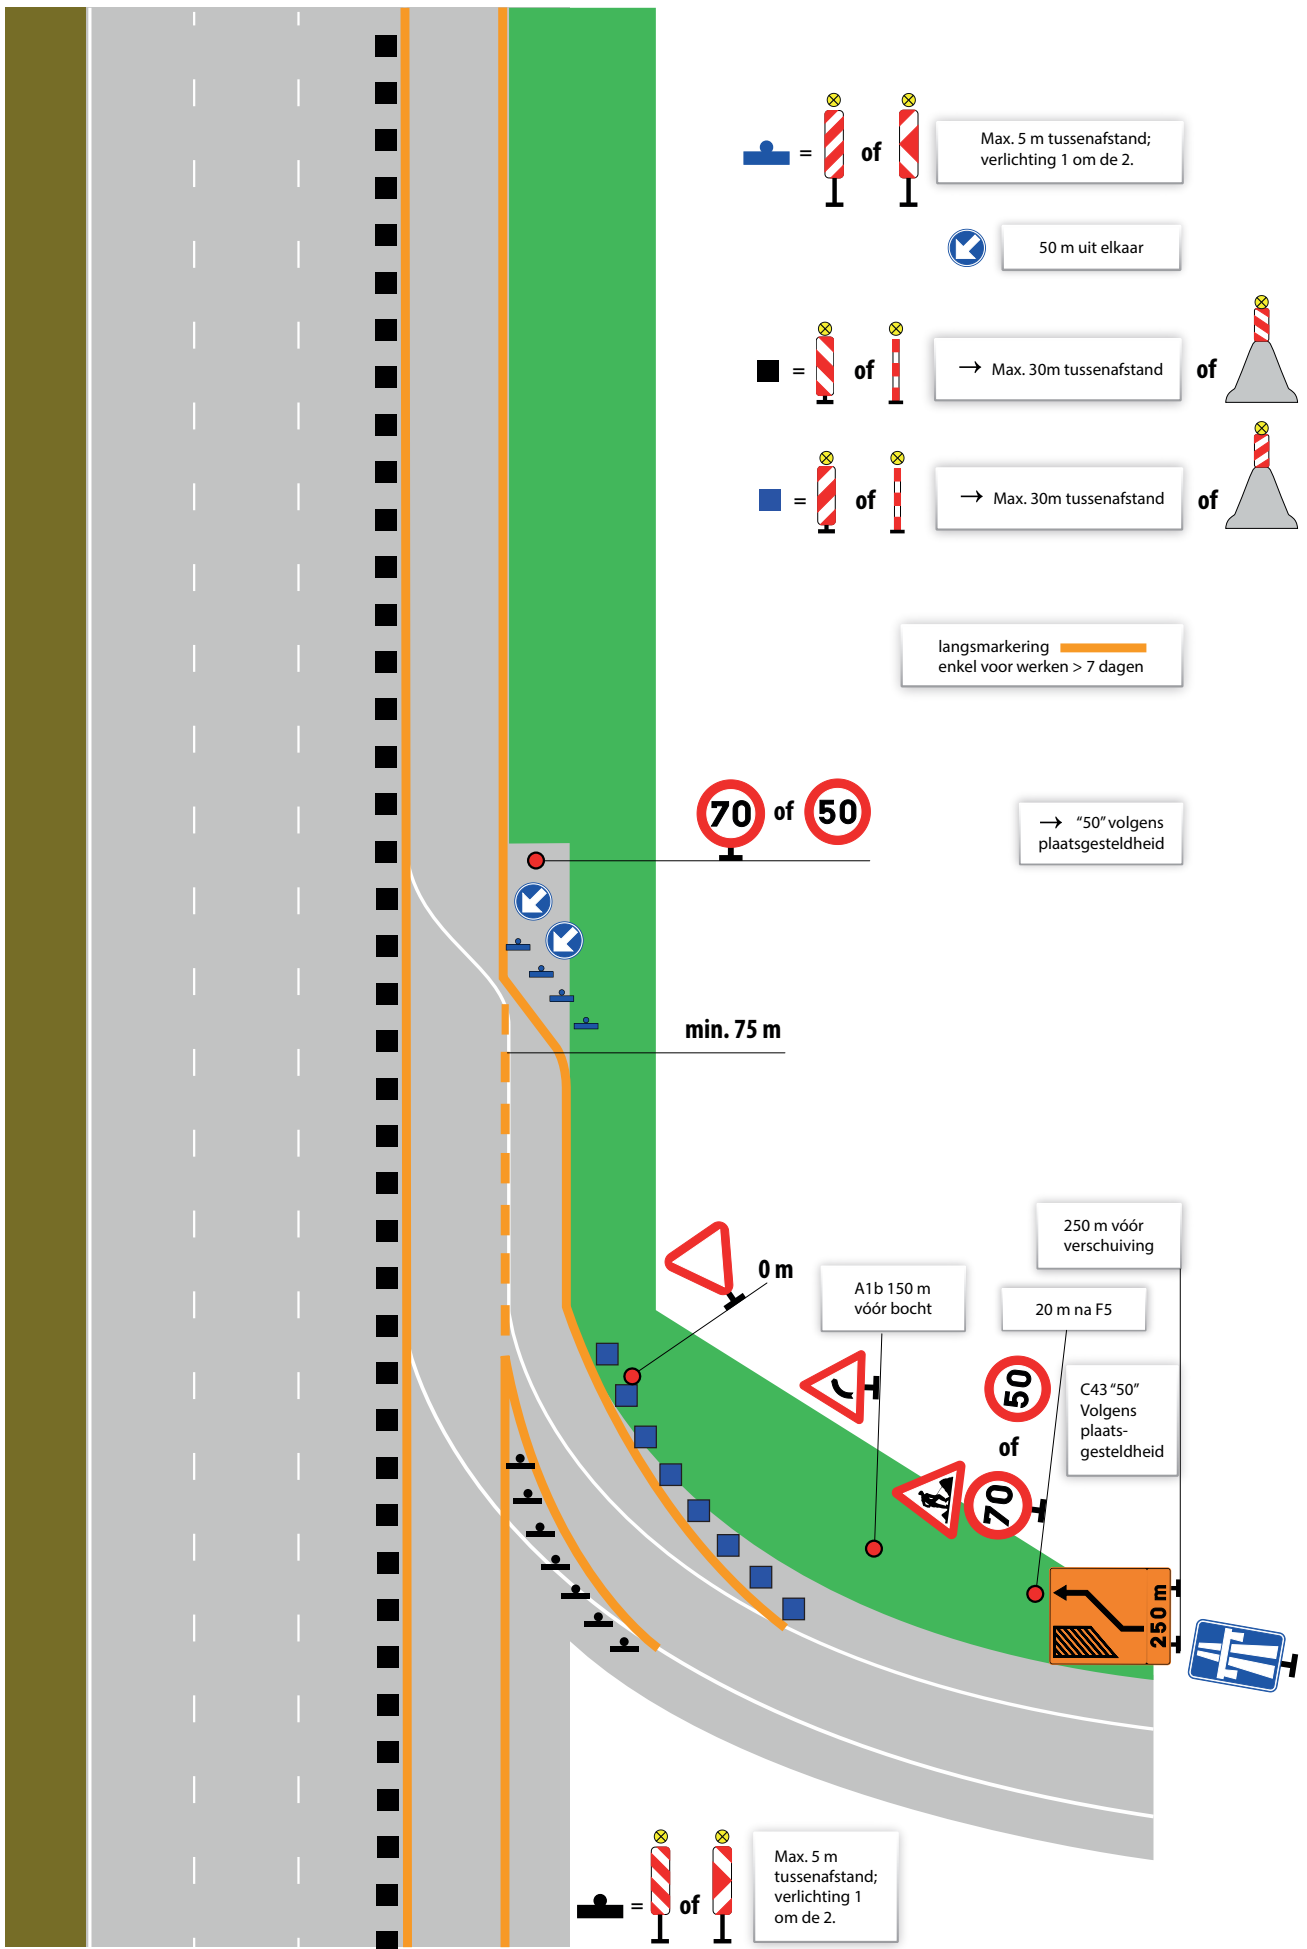 = of
Max. 5 m tussenafstand;
verlichting 1 om de 2.
50 m uit elkaar
= of
→ Max. 30m tussenafstand
of
= of
→ Max. 30m tussenafstand
of
langsmarkering
enkel voor werken > 7 dagen
70 of 50
→ “50” volgens
plaatsgesteldheid
min. 75 m
250 m vóór
verschuiving
0 m
A1b 150 m
vóór bocht
20 m na F5
50
of
70
C43 “50”
Volgens
plaats-
gesteldheid
250 m
= of
Max. 5 m
tussenafstand;
verlichting 1
om de 2.